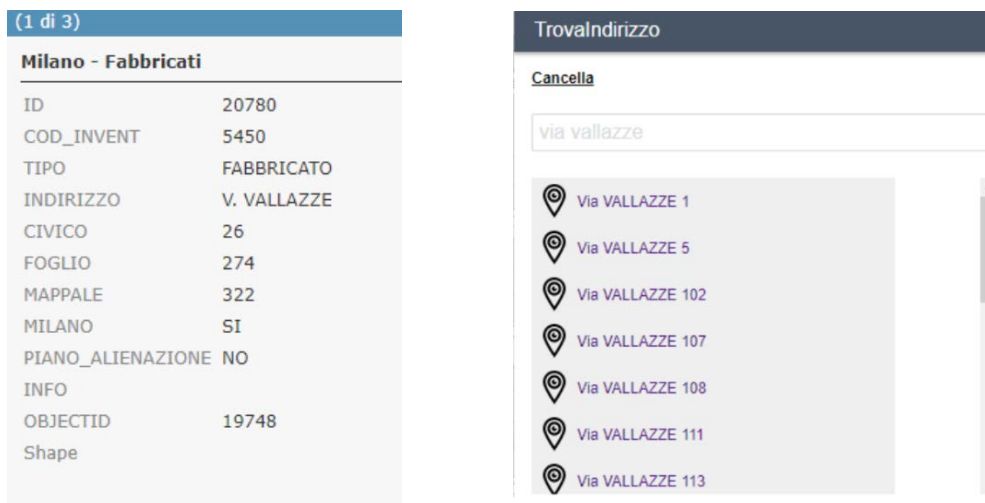 (1 di 3)
Milano - Fabbricati
ID 20780
COD_INVENT 5450
TIPO FABBRICATO
INDIRIZZO V. VALLAZZE
CIVICO 26
FOGLIO 274
MAPPALE 322
MILANO SI
PIANO_ALIENAZIONE NO
INFO
OBJECTID 19748
Shape
TrovaIndirizzo
Cancella
via vallazze
Via VALLAZZE 1
Via VALLAZZE 5
Via VALLAZZE 102
Via VALLAZZE 107
Via VALLAZZE 108
Via VALLAZZE 111
Via VALLAZZE 113